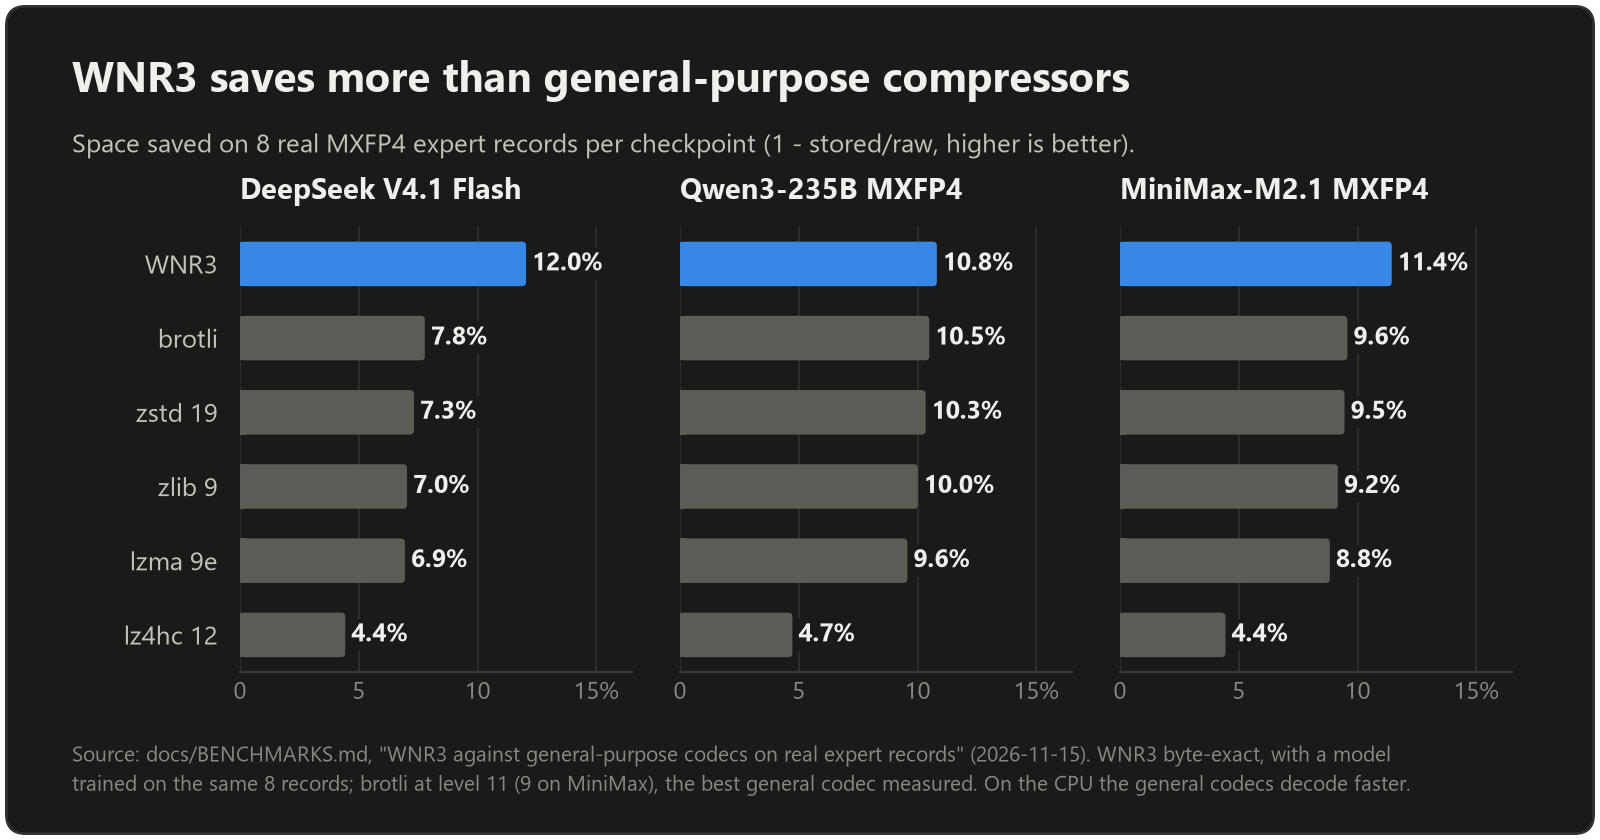 WNR3 saves more than general-purpose compressors
Space saved on 8 real MXFP4 expert records per checkpoint (1 - stored/raw, higher is better).
DeepSeek V4.1 Flash
Qwen3-235B MXFP4
MiniMax-M2.1 MXFP4
WNR3 12.0% 10.8% 11.4%
brotli 7.8% 10.5% 9.6%
zstd 19 7.3% 10.3% 9.5%
zlib 9 7.0% 10.0% 9.2%
lzma 9e 6.9% 9.6% 8.8%
lz4hc 12 4.4% 4.7% 4.4%
0 5 10 15% 0 5 10 15% 0 5 10 15%
Source: docs/BENCHMARKS.md, "WNR3 against general-purpose codecs on real expert records" (2026-11-15). WNR3 byte-exact, with a model
trained on the same 8 records; brotli at level 11 (9 on MiniMax), the best general codec measured. On the CPU the general codecs decode faster.